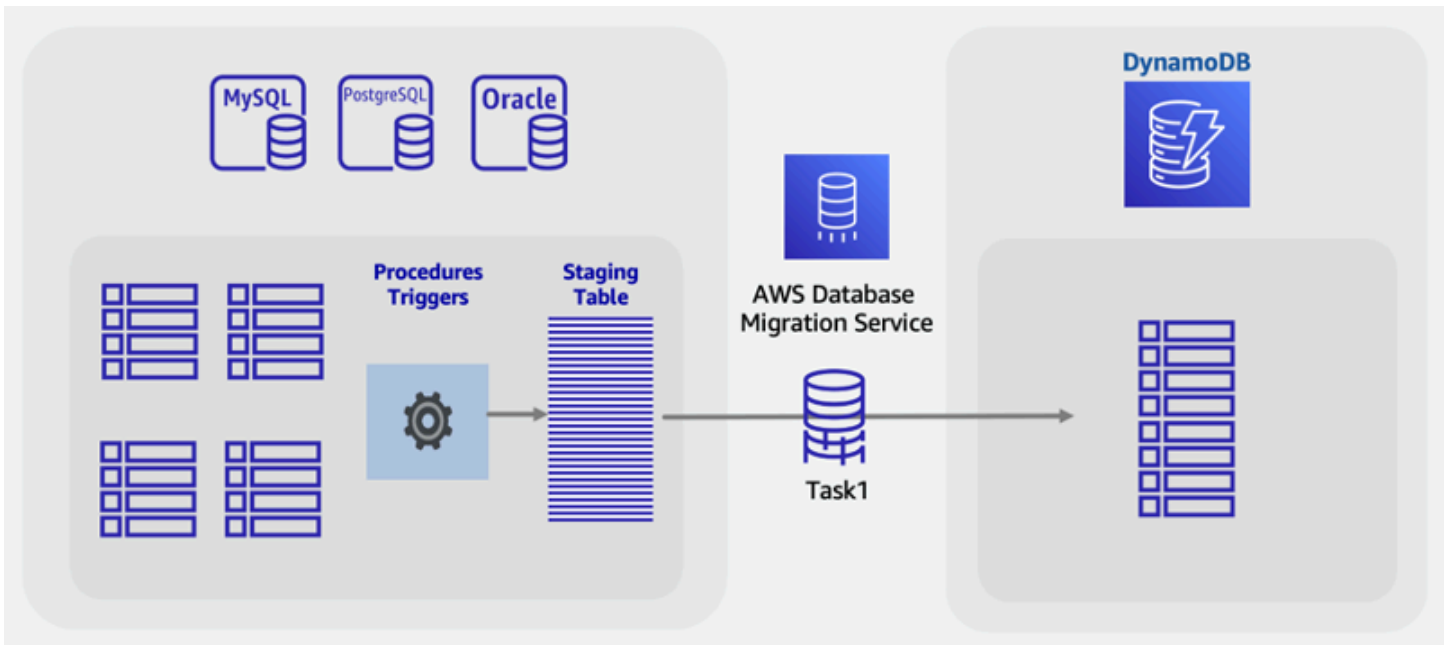 MySQL
PostgreSQL
Oracle
DynamoDB
Procedures
Triggers
Staging
Table
AWS Database
Migration Service
Task1